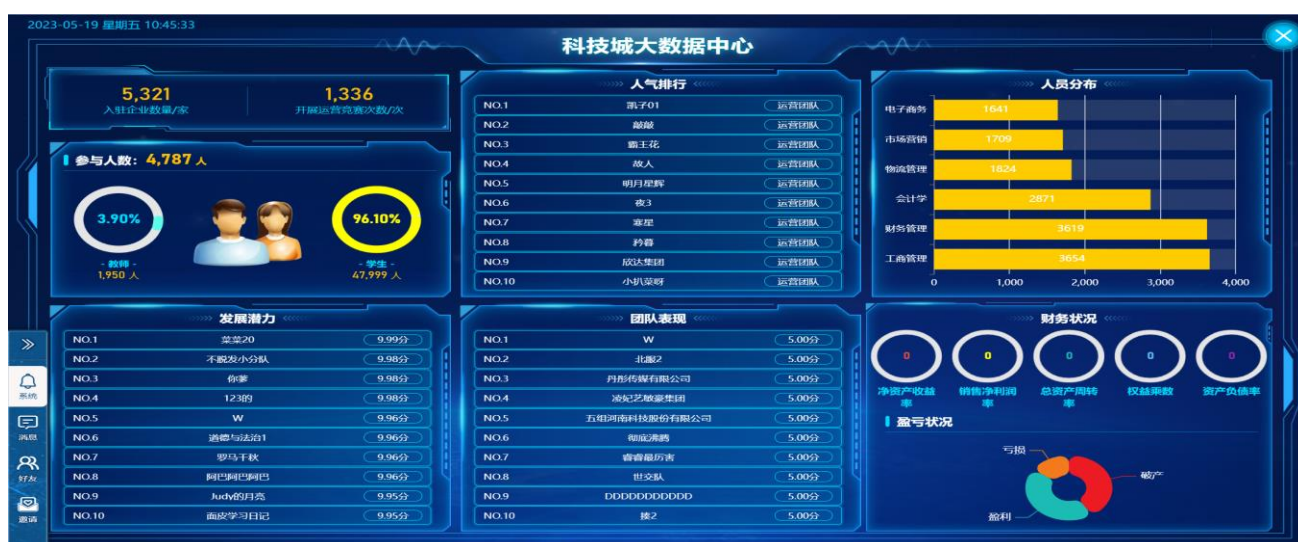 2023-05-19 星期五 10:45:33
科技城大数据中心
5,321
入驻企业数量/家
1,336
开展运营竞赛次数/次
参与人数: 4,787 人
3.90%
96.10%
- 教师 -
1,950 人
- 学生 -
47,999 人
人气排行
NO.1 凯子01 运营团队
NO.2 敲敲 运营团队
NO.3 霸王花 运营团队
NO.4 故人 运营团队
NO.5 明月星辉 运营团队
NO.6 夜3 运营团队
NO.7 寒星 运营团队
NO.8 矜暮 运营团队
NO.9 欣达集团 运营团队
NO.10 小趴菜呀 运营团队
人员分布
电子商务 1641
市场营销 1709
物流管理 1824
会计学 2871
财务管理 3619
工商管理 3654
0 1,000 2,000 3,000 4,000
发展潜力
NO.1 菜菜20 9.99分
NO.2 不脱发小分队 9.98分
NO.3 你爹 9.98分
NO.4 123的 9.98分
NO.5 W 9.96分
NO.6 道德与法治1 9.96分
NO.7 罗马千秋 9.96分
NO.8 阿巴阿巴阿巴 9.96分
NO.9 Judy的月亮 9.95分
NO.10 面皮学习日记 9.95分
团队表现
NO.1 W 5.00分
NO.2 北服2 5.00分
NO.3 丹彤传媒有限公司 5.00分
NO.4 凌妃艺敏豪集团 5.00分
NO.5 五组河南科技股份有限公司 5.00分
NO.6 彻底沸腾 5.00分
NO.7 睿睿最厉害 5.00分
NO.8 世交队 5.00分
NO.9 DDDDDDDDDDD 5.00分
NO.10 5.00分
财务状况
0 0 0 0 0
净资产收益率
销售净利润率
总资产周转率
权益乘数
资产负债率
盈亏状况
亏损
破产
盈利
系统
消息
好友
邀请